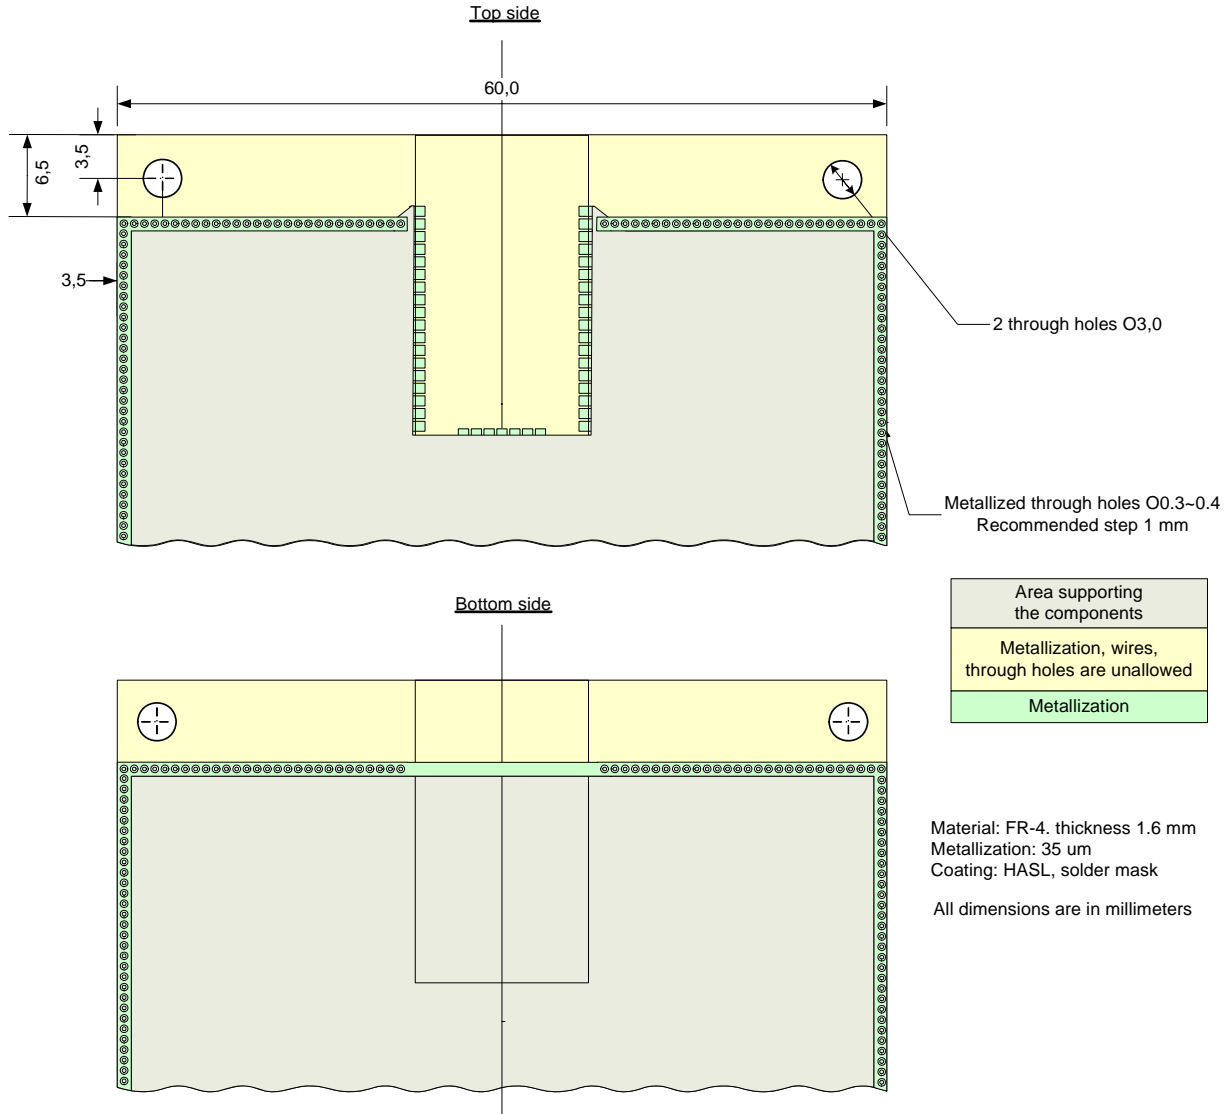 Top side
60,0
3,5
6,5
3,5
2 through holes O3,0
Metallized through holes O0.3~0.4
Recommended step 1 mm
Area supporting
the components
Metallization, wires,
through holes are unallowed
Metallization
Bottom side
Material: FR-4. thickness 1.6 mm
Metallization: 35 um
Coating: HASL, solder mask
All dimensions are in millimeters